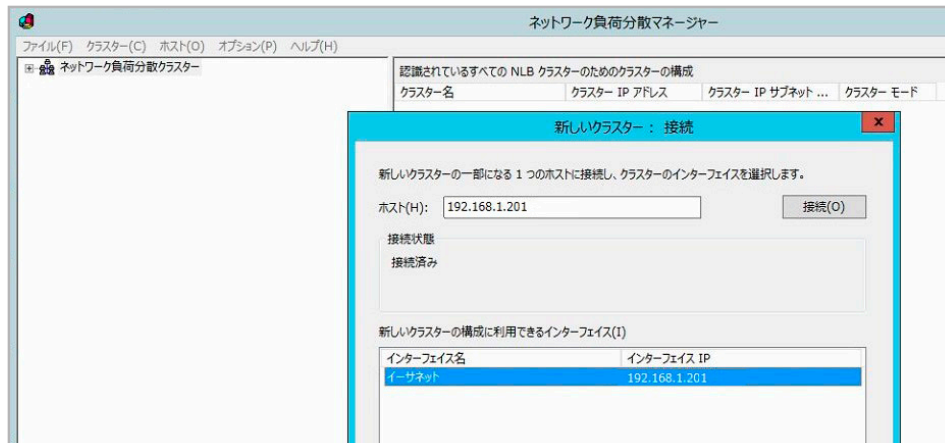 ネットワーク負荷分散マネージャー
ファイル(F) クラスター(C) ホスト(O) オプション(P) ヘルプ(H)
ネットワーク負荷分散クラスター
認識されているすべての NLB クラスターのためのクラスターの構成
クラスター名 クラスター IP アドレス クラスター IP サブネット ... クラスター モード
新しいクラスター : 接続
新しいクラスターの一部になる 1 つのホストに接続し、クラスターのインターフェイスを選択します。
ホスト(H): 192.168.1.201 接続(O)
接続状態
接続済み
新しいクラスターの構成に利用できるインターフェイス(I)
インターフェイス名 インターフェイス IP
イーサネット 192.168.1.201